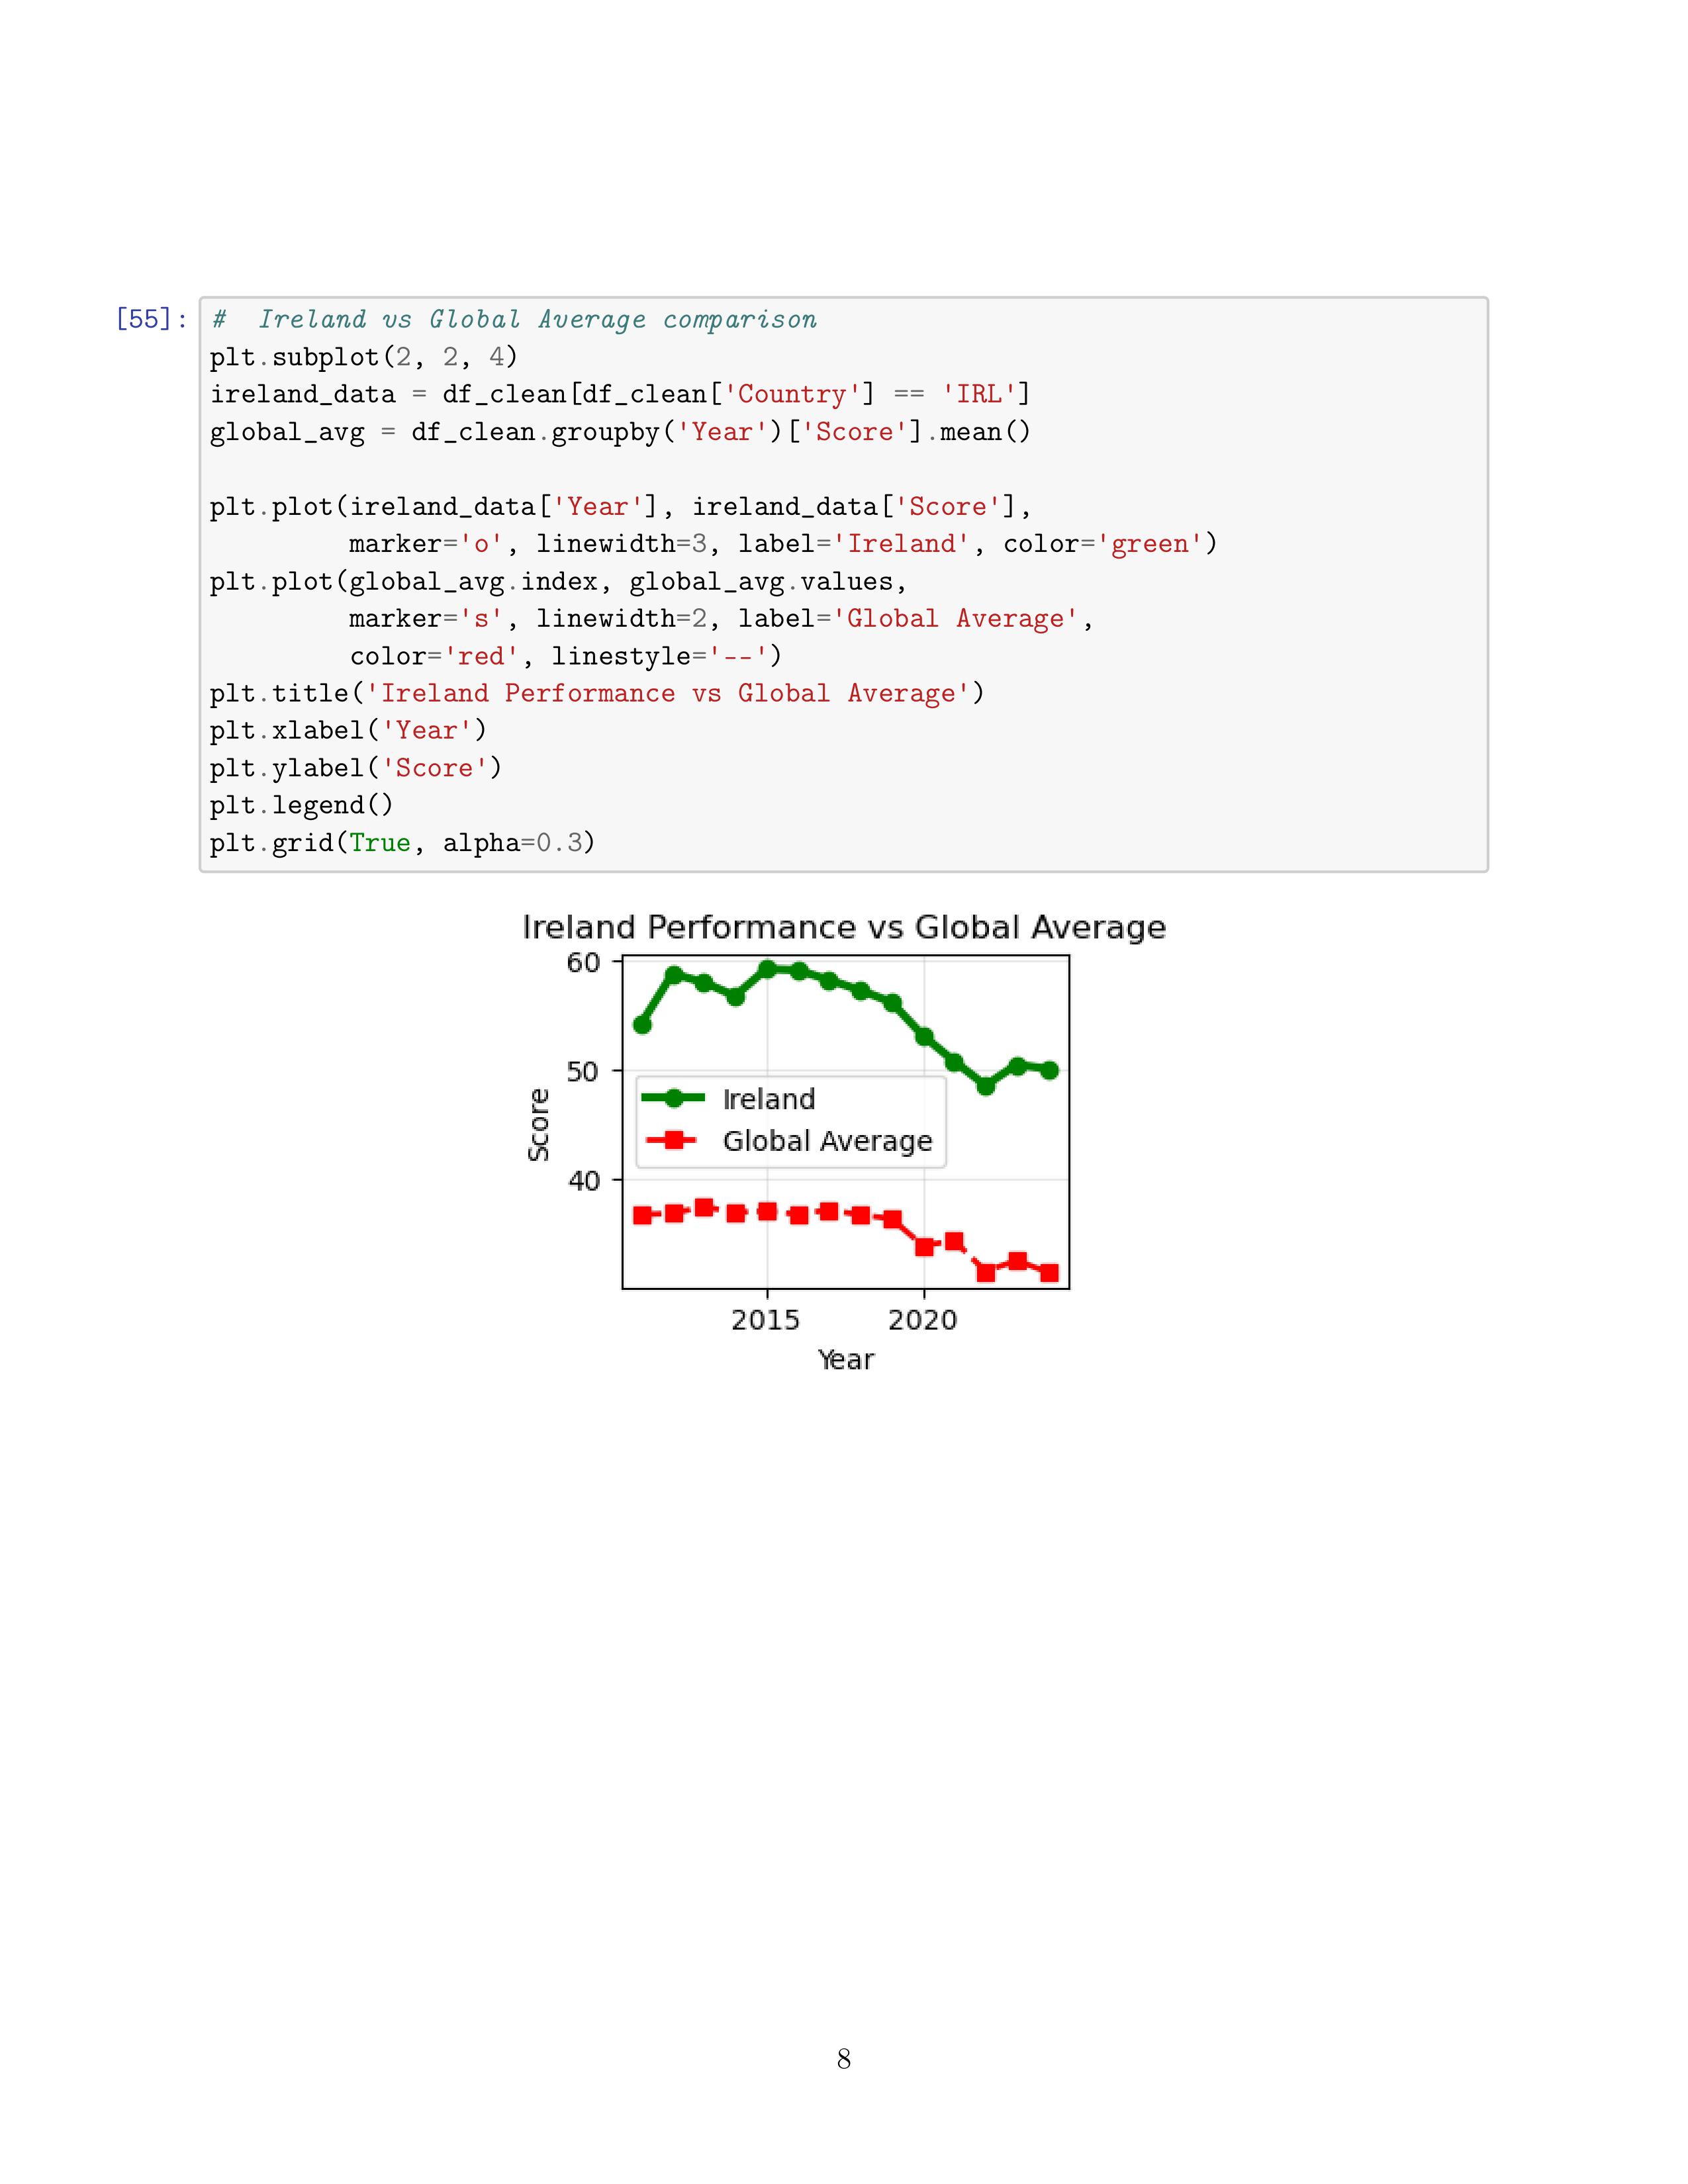 [55]: #  Ireland vs Global Average comparison
plt.subplot(2, 2, 4)
ireland_data = df_clean[df_clean['Country'] == 'IRL']
global_avg = df_clean.groupby('Year')['Score'].mean()

plt.plot(ireland_data['Year'], ireland_data['Score'],
         marker='o', linewidth=3, label='Ireland', color='green')
plt.plot(global_avg.index, global_avg.values,
         marker='s', linewidth=2, label='Global Average',
         color='red', linestyle='--')
plt.title('Ireland Performance vs Global Average')
plt.xlabel('Year')
plt.ylabel('Score')
plt.legend()
plt.grid(True, alpha=0.3)
Ireland Performance vs Global Average
60
50
40
Score
Ireland
Global Average
2015 2020
Year
8